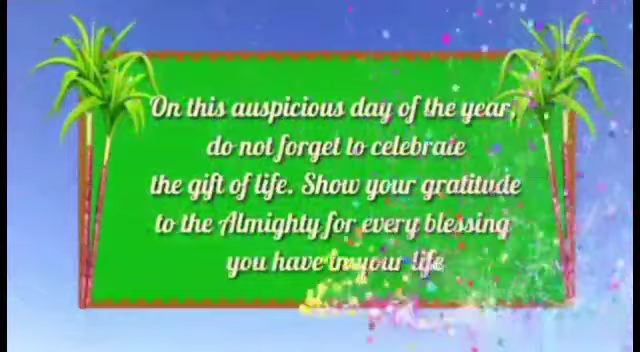 On this auspicious day of the year,
do not forget to celebrate
the gift of life. Show your gratitude
to the Almighty for every blessing
you have in your life